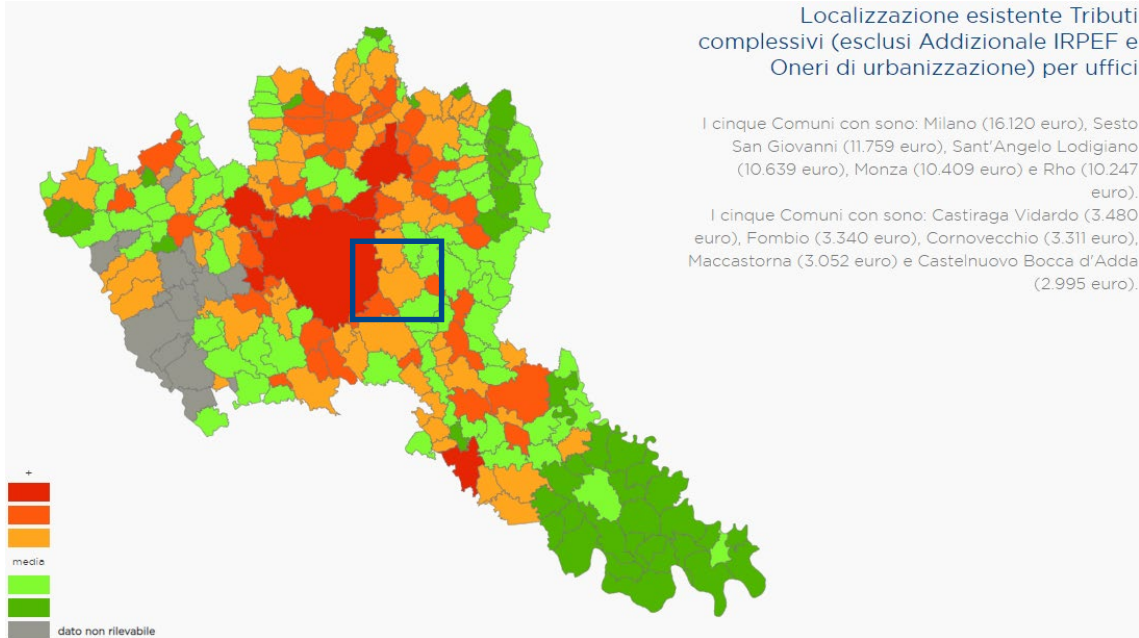 Localizzazione esistente Tributi
complessivi (esclusi Addizionale IRPEF e
Oneri di urbanizzazione) per uffici
I cinque Comuni con sono: Milano (16.120 euro), Sesto
San Giovanni (11.759 euro), Sant'Angelo Lodigiano
(10.639 euro), Monza (10.409 euro) e Rho (10.247
euro).
I cinque Comuni con sono: Castiraga Vidardo (3.480
euro), Fombio (3.340 euro), Cornovecchio (3.311 euro),
Maccastorna (3.052 euro) e Castelnuovo Bocca d'Adda
(2.995 euro).
+
media
dato non rilevabile